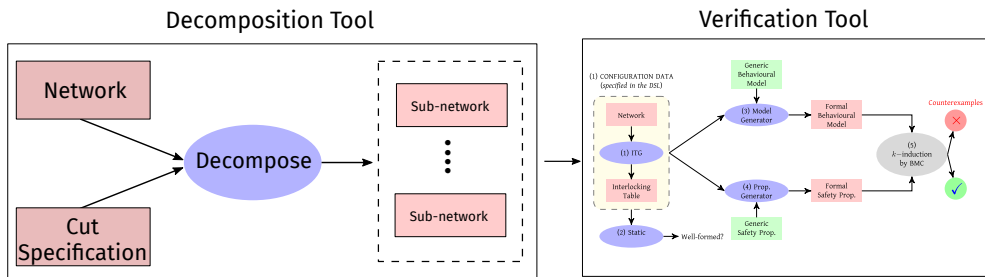 Decomposition Tool
Network
Cut
Specification
Decompose
Sub-network
Sub-network
Verification Tool
(1) CONFIGURATION DATA
(specified in the DSL)
Network
(1) ITG
Interlocking
Table
(2) Static
Well-formed?
Generic
Behavioural
Model
(3) Model
Generator
Formal
Behavioural
Model
(4) Prop.
Generator
Generic
Safety Prop.
Formal
Safety Prop.
(5)
k-induction
by BMC
Counterexamples
×
✓